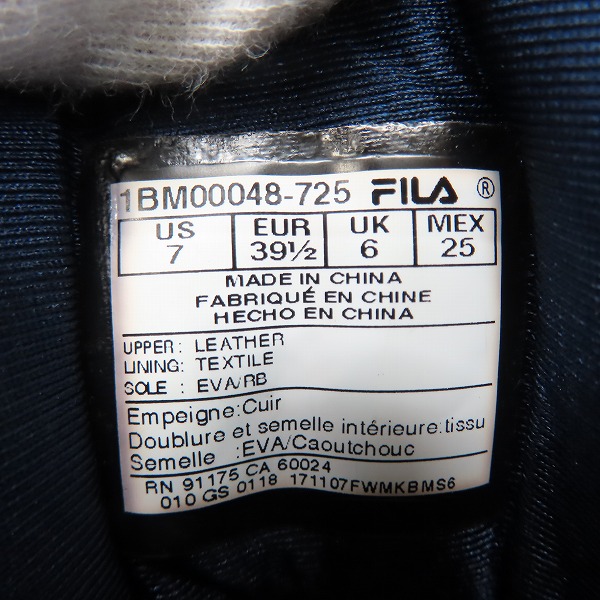 1BM00048-725 FILA ®
US EUR UK MEX
7 39½ 6 25
MADE IN CHINA
FABRIQUÉ EN CHINE
HECHO EN CHINA
UPPER: LEATHER
LINING: TEXTILE
SOLE : EVA/RB
Empeigne:Cuir
Doublure et semelle intérieure:tissu
Semelle :EVA/Caoutchouc
RN 91175 CA 60024
010 GS 0118 171107FWMKBMS6